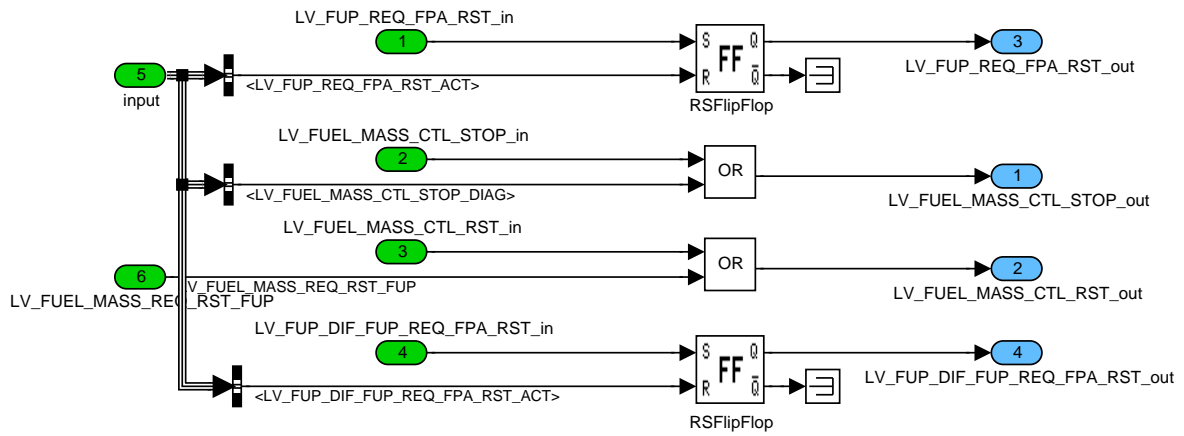 LV_FUP_REQ_FPA_RST_in
1
S Q
FF
R Q
RSFlipFlop
3
LV_FUP_REQ_FPA_RST_out
5
input
<LV_FUP_REQ_FPA_RST_ACT>
LV_FUEL_MASS_CTL_STOP_in
2
OR
1
LV_FUEL_MASS_CTL_STOP_out
<LV_FUEL_MASS_CTL_STOP_DIAG>
LV_FUEL_MASS_CTL_RST_in
3
OR
2
LV_FUEL_MASS_CTL_RST_out
6
LV_FUEL_MASS_REQ_RST_FUP
LV_FUEL_MASS_REQ_RST_FUP
LV_FUP_DIF_FUP_REQ_FPA_RST_in
4
S Q
FF
R Q
RSFlipFlop
4
LV_FUP_DIF_FUP_REQ_FPA_RST_out
<LV_FUP_DIF_FUP_REQ_FPA_RST_ACT>